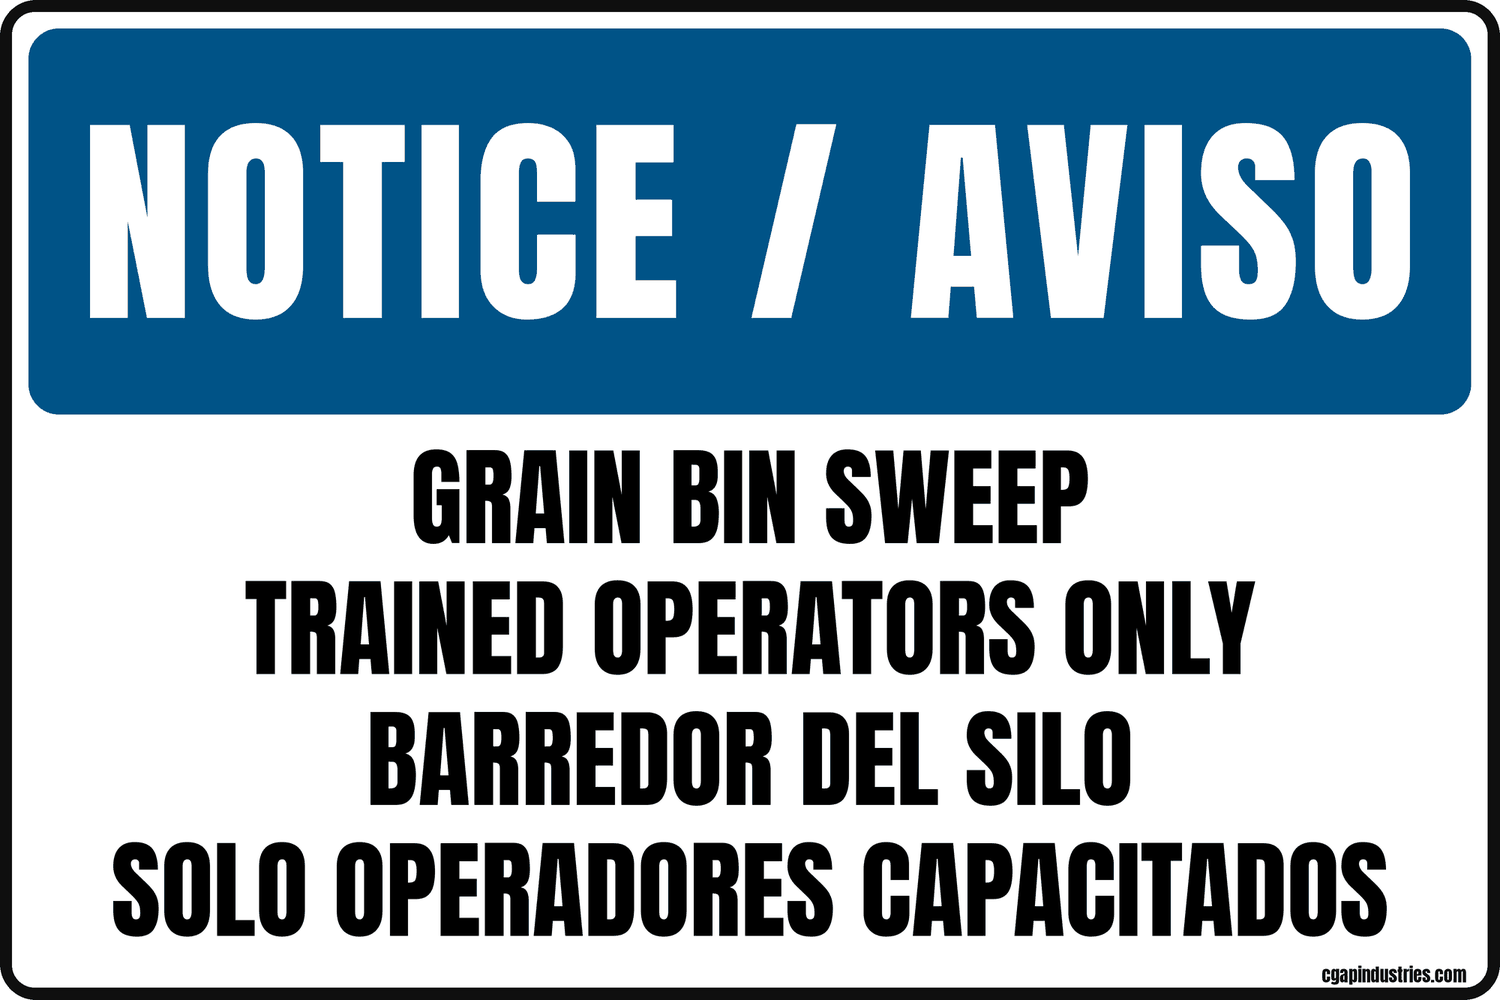 NOTICE / AVISO
GRAIN BIN SWEEP
TRAINED OPERATORS ONLY
BARREDOR DEL SILO
SOLO OPERADORES CAPACITADOS
cgapindustries.com